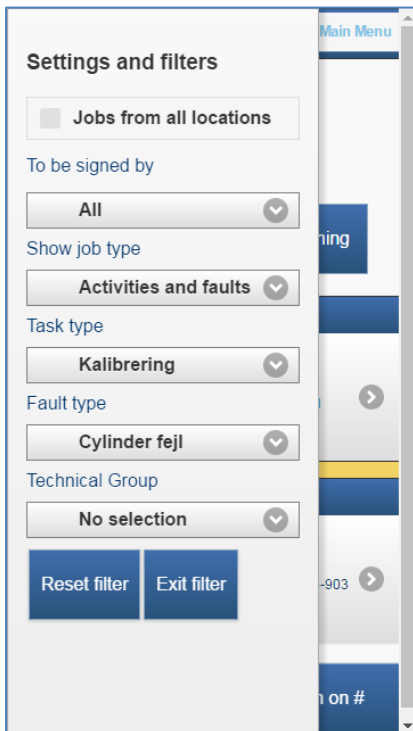 Main Menu
Settings and filters
Jobs from all locations
To be signed by
All
Show job type
Activities and faults
Task type
Kalibrering
Fault type
Cylinder fejl
Technical Group
No selection
Reset filter
Exit filter
-903
on #